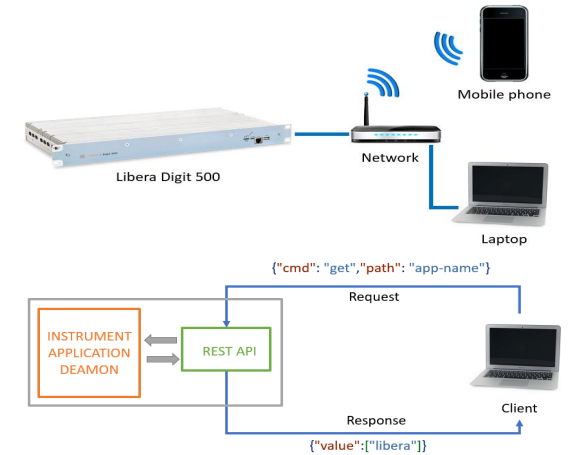 Mobile phone
Network
Libera Digit 500
Laptop
{"cmd": "get","path": "app-name"}
Request
INSTRUMENT
APPLICATION
DEAMON
REST API
Client
Response
{"value":["libera"]}